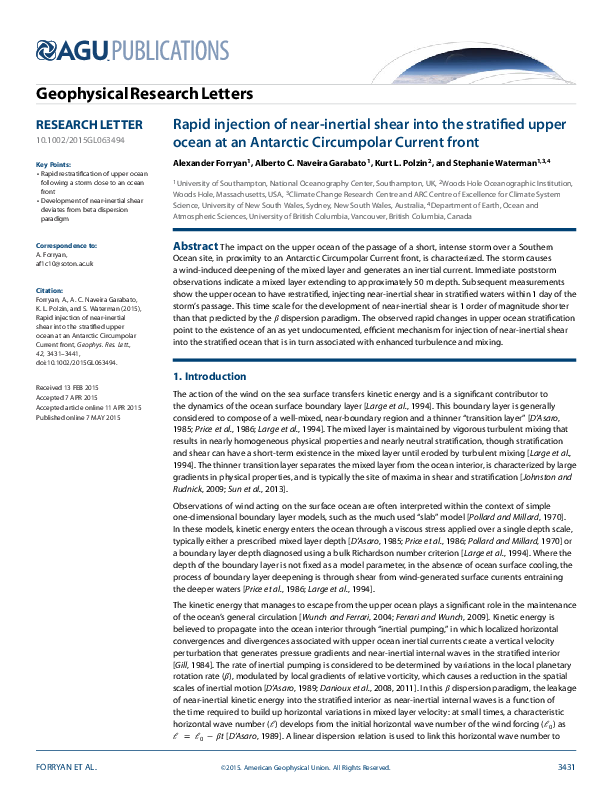 AGU PUBLICATIONS
Geophysical Research Letters
RESEARCH LETTER
10.1002/2015GL063494
Key Points:
• Rapid restratification of upper ocean
following a storm close to an ocean
front
• Development of near-inertial shear
deviates from beta dispersion
paradigm
Correspondence to:
A. Forryan,
af1c10@soton.ac.uk
Citation:
Forryan, A., A. C. Naveira Garabato,
K. L. Polzin, and S. Waterman (2015),
Rapid injection of near-inertial
shear into the stratified upper
ocean at an Antarctic Circumpolar
Current front, Geophys. Res. Lett.,
42, 3431–3441,
doi:10.1002/2015GL063494.
Received 13 FEB 2015
Accepted 7 APR 2015
Accepted article online 11 APR 2015
Published online 7 MAY 2015
Rapid injection of near-inertial shear into the stratified upper
ocean at an Antarctic Circumpolar Current front
Alexander Forryan1, Alberto C. Naveira Garabato1, Kurt L. Polzin2, and Stephanie Waterman1,3,4
1University of Southampton, National Oceanography Center, Southampton, UK, 2Woods Hole Oceanographic Institution,
Woods Hole, Massachusetts, USA, 3Climate Change Research Centre and ARC Centre of Excellence for Climate System
Science, University of New South Wales, Sydney, New South Wales, Australia, 4Department of Earth, Ocean and
Atmospheric Sciences, University of British Columbia, Vancouver, British Columbia, Canada
Abstract The impact on the upper ocean of the passage of a short, intense storm over a Southern
Ocean site, in proximity to an Antarctic Circumpolar Current front, is characterized. The storm causes
a wind-induced deepening of the mixed layer and generates an inertial current. Immediate poststorm
observations indicate a mixed layer extending to approximately 50 m depth. Subsequent measurements
show the upper ocean to have restratified, injecting near-inertial shear in stratified waters within 1 day of the
storm's passage. This time scale for the development of near-inertial shear is 1 order of magnitude shorter
than that predicted by the β dispersion paradigm. The observed rapid changes in upper ocean stratification
point to the existence of an as yet undocumented, efficient mechanism for injection of near-inertial shear
into the stratified ocean that is in turn associated with enhanced turbulence and mixing.
1. Introduction
The action of the wind on the sea surface transfers kinetic energy and is a significant contributor to
the dynamics of the ocean surface boundary layer [Large et al., 1994]. This boundary layer is generally
considered to compose of a well-mixed, near-boundary region and a thinner "transition layer" [D'Asaro,
1985; Price et al., 1986; Large et al., 1994]. The mixed layer is maintained by vigorous turbulent mixing that
results in nearly homogeneous physical properties and nearly neutral stratification, though stratification
and shear can have a short-term existence in the mixed layer until eroded by turbulent mixing [Large et al.,
1994]. The thinner transition layer separates the mixed layer from the ocean interior, is characterized by large
gradients in physical properties, and is typically the site of maxima in shear and stratification [Johnston and
Rudnick, 2009; Sun et al., 2013].
Observations of wind acting on the surface ocean are often interpreted within the context of simple
one-dimensional boundary layer models, such as the much used "slab" model [Pollard and Millard, 1970].
In these models, kinetic energy enters the ocean through a viscous stress applied over a single depth scale,
typically either a prescribed mixed layer depth [D'Asaro, 1985; Price et al., 1986; Pollard and Millard, 1970] or
a boundary layer depth diagnosed using a bulk Richardson number criterion [Large et al., 1994]. Where the
depth of the boundary layer is not fixed as a model parameter, in the absence of ocean surface cooling, the
process of boundary layer deepening is through shear from wind-generated surface currents entraining
the deeper waters [Price et al., 1986; Large et al., 1994].
The kinetic energy that manages to escape from the upper ocean plays a significant role in the maintenance
of the ocean's general circulation [Wunch and Ferrari, 2004; Ferrari and Wunch, 2009]. Kinetic energy is
believed to propagate into the ocean interior through "inertial pumping," in which localized horizontal
convergences and divergences associated with upper ocean inertial currents create a vertical velocity
perturbation that generates pressure gradients and near-inertial internal waves in the stratified interior
[Gill, 1984]. The rate of inertial pumping is considered to be determined by variations in the local planetary
rotation rate (β), modulated by local gradients of relative vorticity, which causes a reduction in the spatial
scales of inertial motion [D'Asaro, 1989; Danioux et al., 2008, 2011]. In this β dispersion paradigm, the leakage
of near-inertial kinetic energy into the stratified interior as near-inertial internal waves is a function of
the time required to build up horizontal variations in mixed layer velocity: at small times, a characteristic
horizontal wave number (ℓ) develops from the initial horizontal wave number of the wind forcing (ℓ0) as
ℓ = ℓ0 − βt [D'Asaro, 1989]. A linear dispersion relation is used to link this horizontal wave number to
FORRYAN ET AL.
©2015. American Geophysical Union. All Rights Reserved.
3431